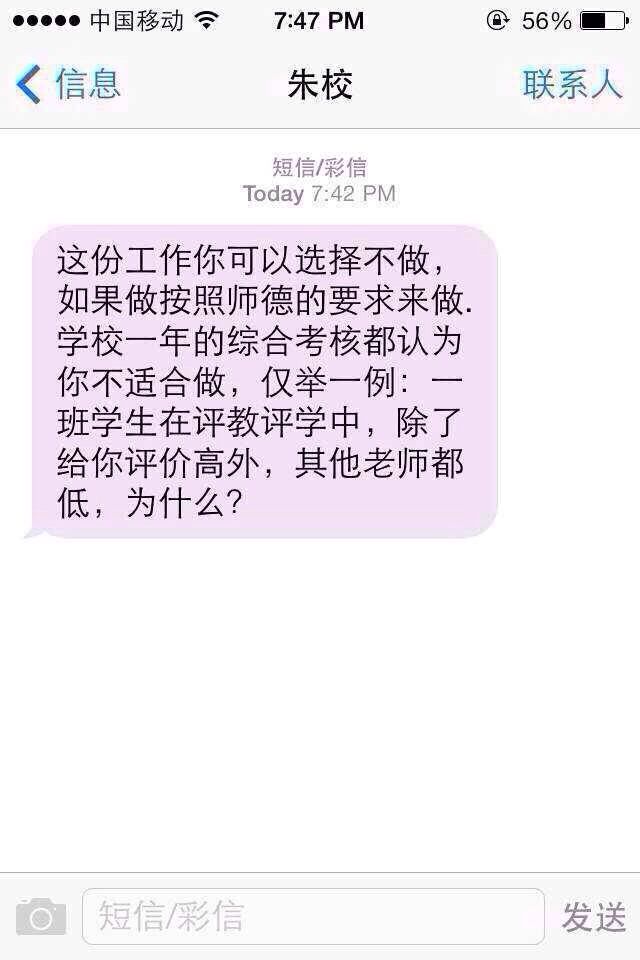 中国移动 7:47 PM 56%
信息 朱校 联系人
短信/彩信
Today 7:42 PM
这份工作你可以选择不做，
如果做按照师德的要求来做.
学校一年的综合考核都认为
你不适合做，仅举一例：一
班学生在评教评学中，除了
给你评价高外，其他老师都
低，为什么？
短信/彩信 发送